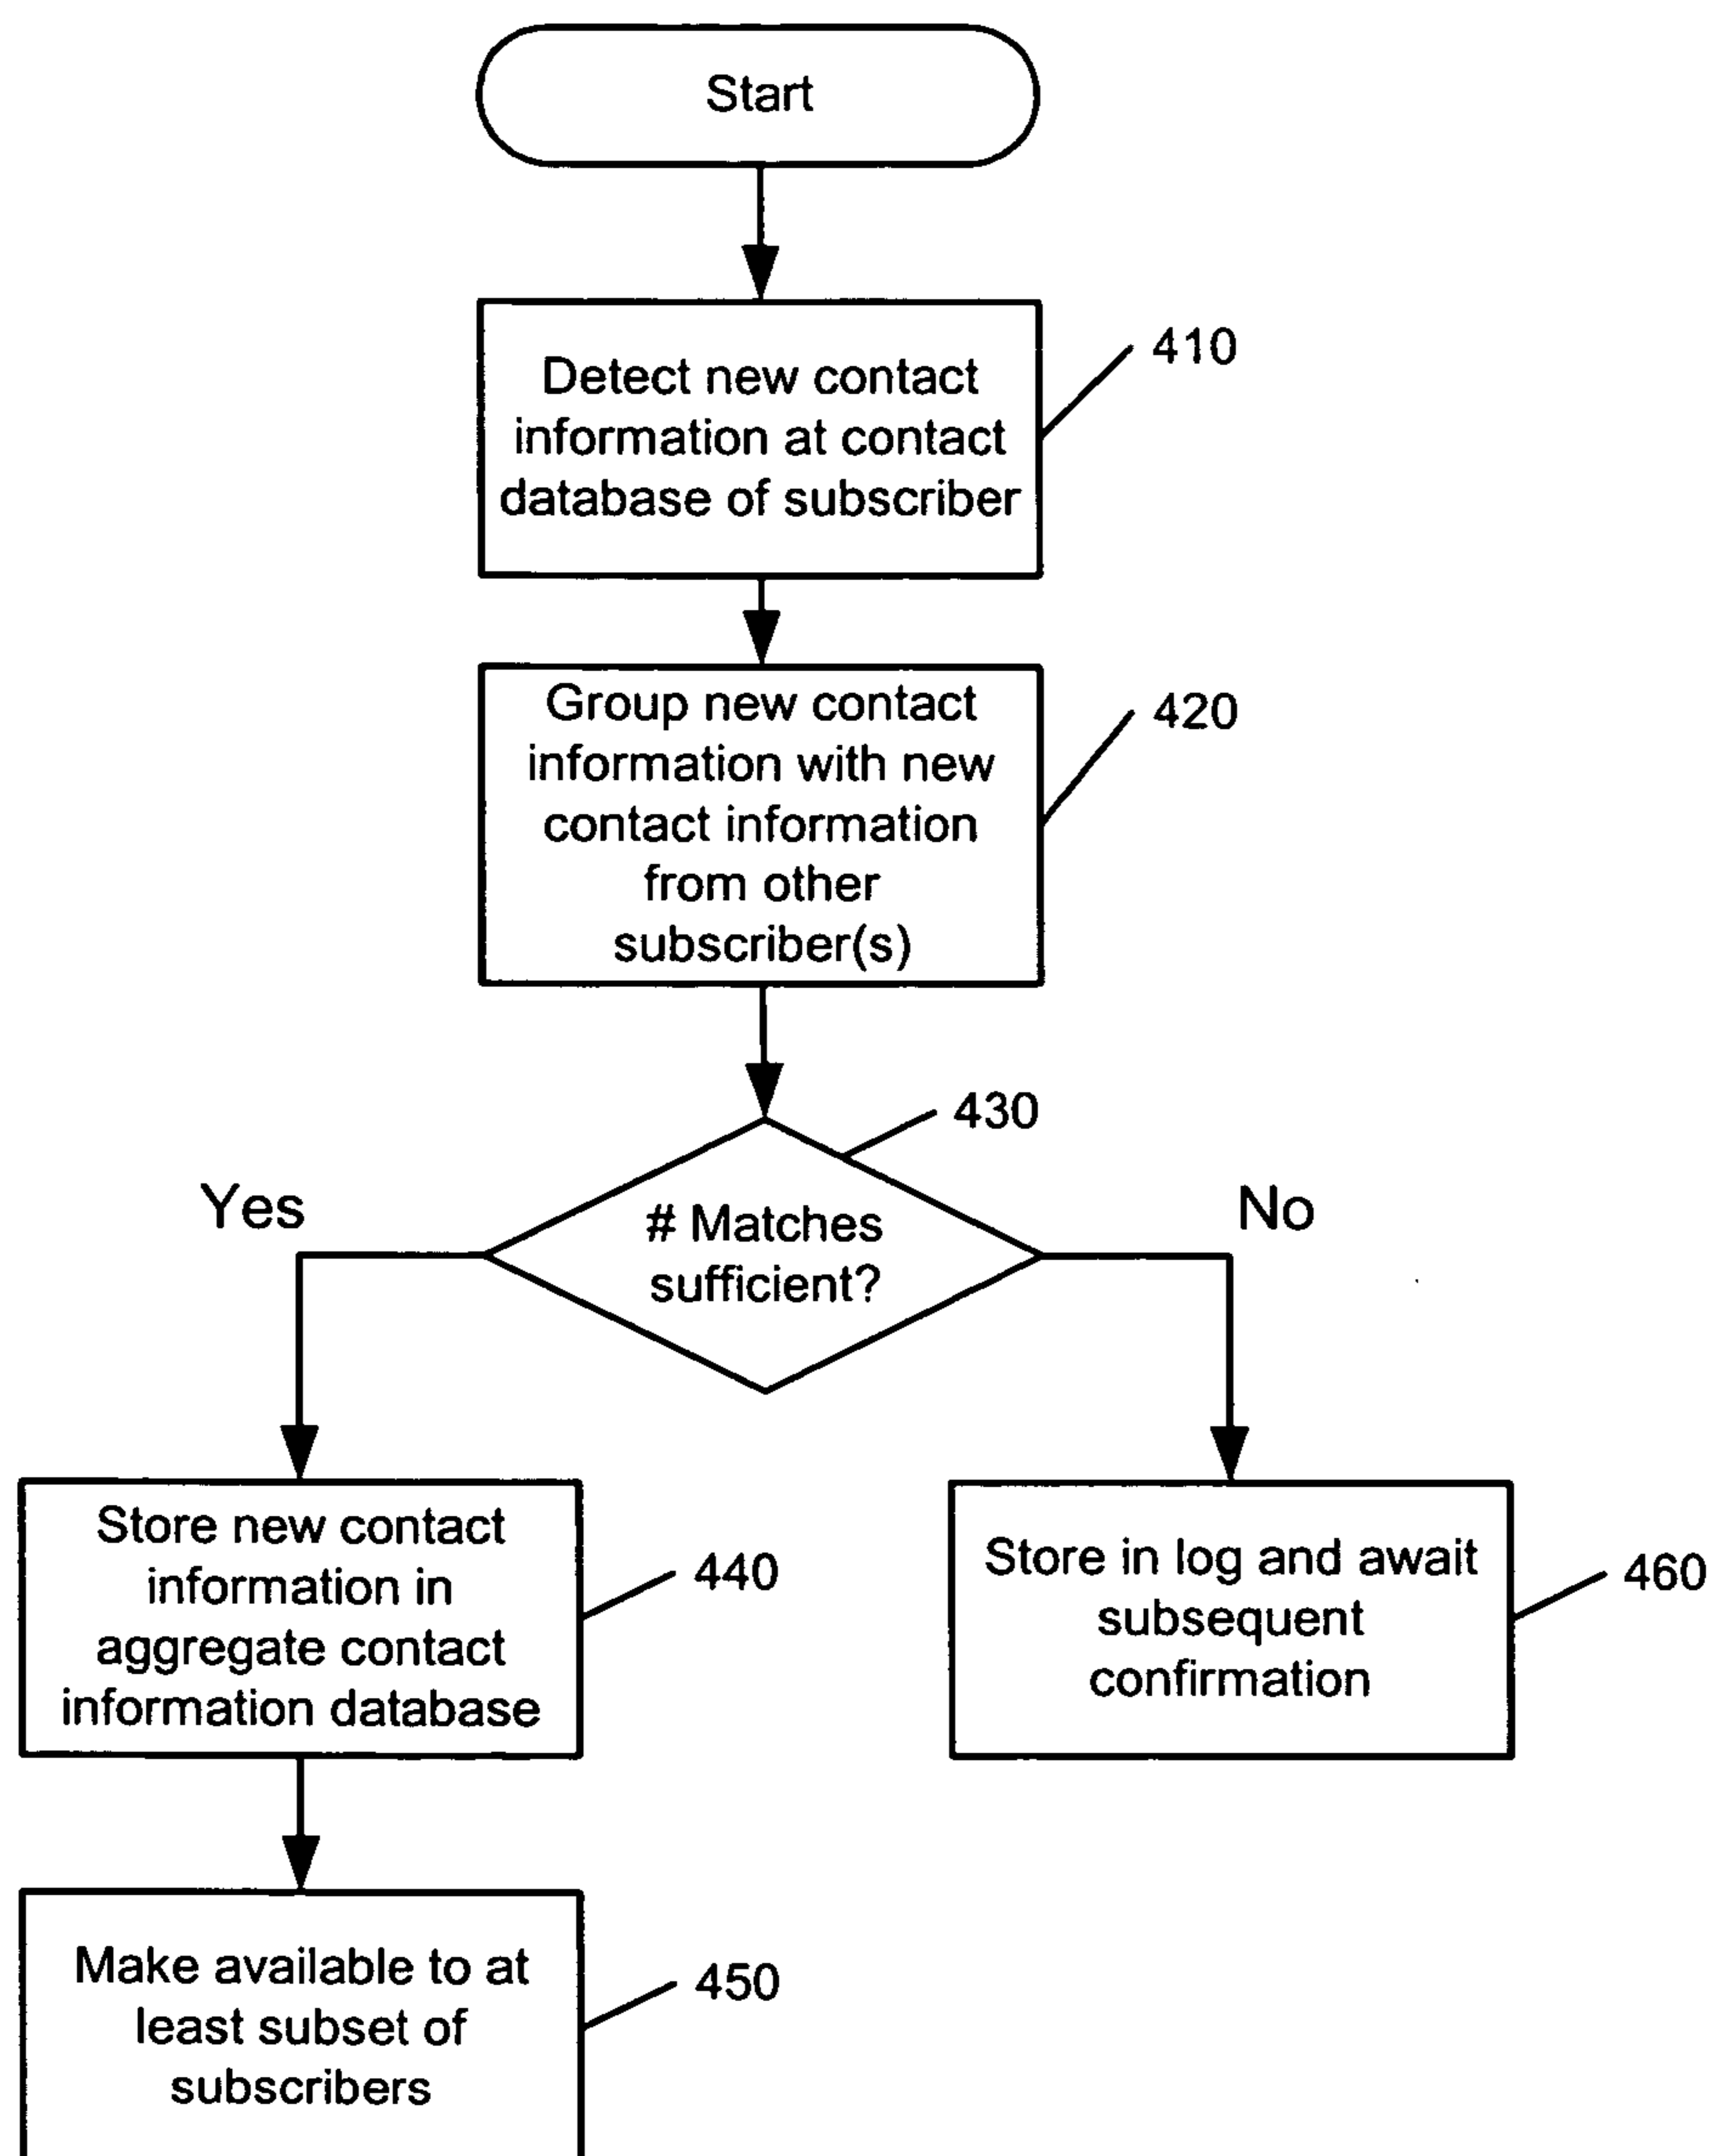 Start
Detect new contact
information at contact
database of subscriber
410
Group new contact
information with new
contact information
from other
subscriber(s)
420
430
Yes
# Matches
sufficient?
No
Store new contact
information in
aggregate contact
information database
440
Store in log and await
subsequent
confirmation
460
Make available to at
least subset of
subscribers
450